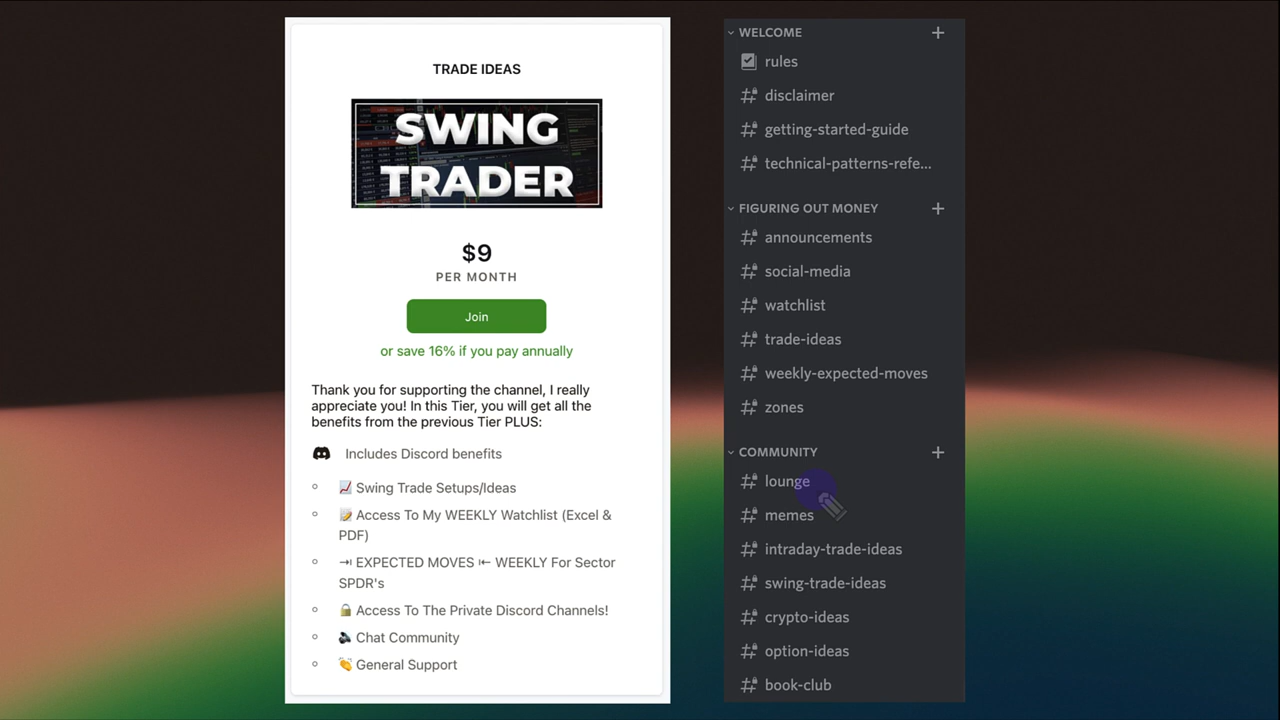 TRADE IDEAS
SWING
TRADER
$9
PER MONTH
Join
or save 16% if you pay annually
Thank you for supporting the channel, I really
appreciate you! In this Tier, you will get all the
benefits from the previous Tier PLUS:
Includes Discord benefits
📈 Swing Trade Setups/Ideas
📝 Access To My WEEKLY Watchlist (Excel &
PDF)
⇥ EXPECTED MOVES ⇤ WEEKLY For Sector
SPDR's
🔒 Access To The Private Discord Channels!
🔈 Chat Community
👏 General Support
WELCOME
rules
disclaimer
getting-started-guide
technical-patterns-refe...
FIGURING OUT MONEY
announcements
social-media
watchlist
trade-ideas
weekly-expected-moves
zones
COMMUNITY
lounge
memes
intraday-trade-ideas
swing-trade-ideas
crypto-ideas
option-ideas
book-club